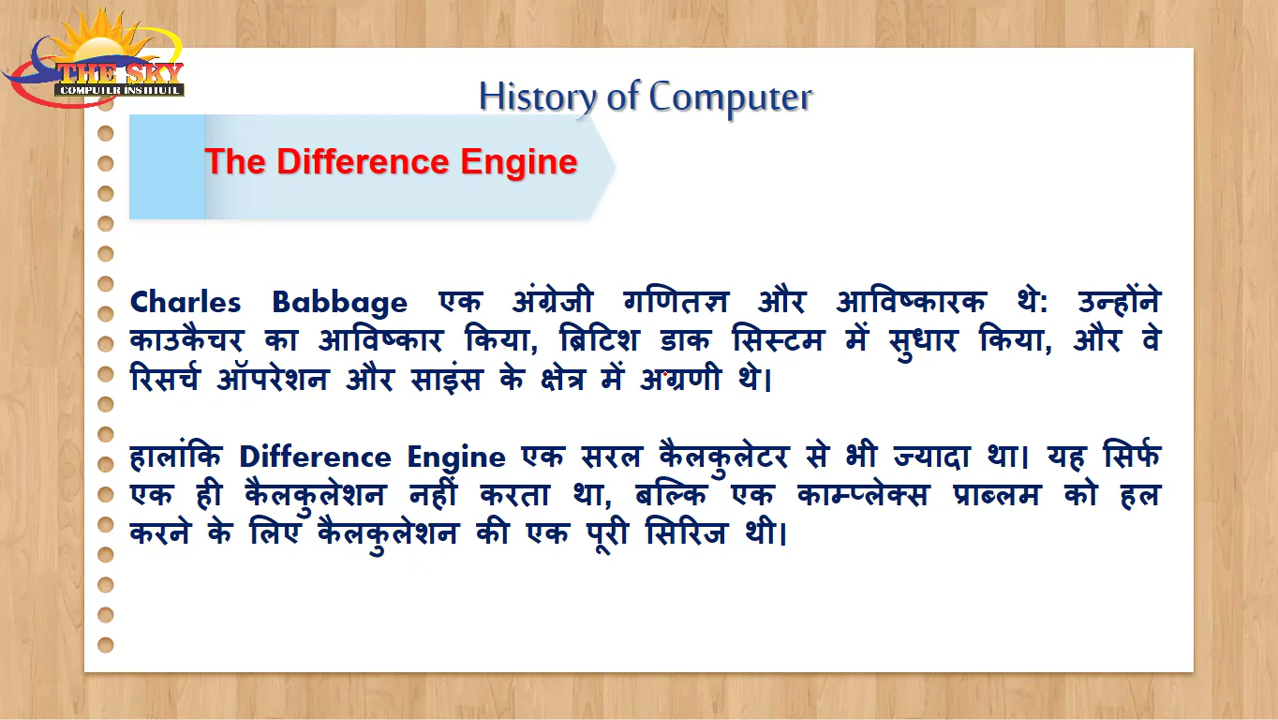 THE SKY
COMPUTER INSTITUTE
History of Computer
The Difference Engine
Charles Babbage एक अंग्रेजी गणितज्ञ और आविष्कारक थे: उन्होंने
काउकैचर का आविष्कार किया, ब्रिटिश डाक सिस्टम में सुधार किया, और वे
रिसर्च ऑपरेशन और साइंस के क्षेत्र में अग्रणी थे।
हालांकि Difference Engine एक सरल कैलकुलेटर से भी ज्यादा था। यह सिर्फ
एक ही कैलकुलेशन नहीं करता था, बल्कि एक काम्प्लेक्स प्राब्लम को हल
करने के लिए कैलकुलेशन की एक पूरी सिरिज थी।